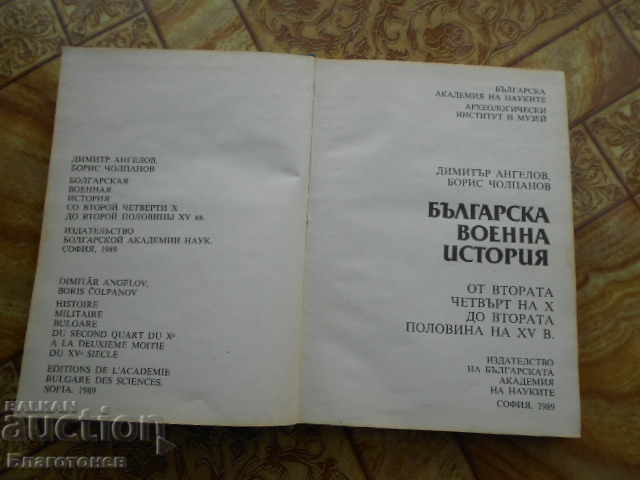 ДИМИТР АНГЕЛОВ,
БОРИС ЧОЛПАНОВ
БОЛГАРСКАЯ
ВОЕННАЯ
ИСТОРИЯ
СО ВТОРОЙ ЧЕТВЕРТИ X
ДО ВТОРОЙ ПОЛОВИНЫ XV вв.
ИЗДАТЕЛЬСТВО
БОЛГАРСКОЙ АКАДЕМИИ НАУК.
СОФИЯ, 1989
DIMITĂR ANGELOV,
BORIS ČOLPANOV
HISTOIRE
MILITAIRE
BULGARE
DU SECOND QUART DU Xe
A LA DEUXIEME MOITIE
DU XVe SIECLE
EDITIONS DE L'ACADEMIE
BULGARE DES SCIENCES.
SOFIA, 1989
БЪЛГАРСКА
АКАДЕМИЯ НА НАУКИТЕ
АРХЕОЛОГИЧЕСКИ
ИНСТИТУТ И МУЗЕЙ
ДИМИТЪР АНГЕЛОВ,
БОРИС ЧОЛПАНОВ
БЪЛГАРСКА
ВОЕННА
ИСТОРИЯ
ОТ ВТОРАТА
ЧЕТВЪРТ НА X
ДО ВТОРАТА
ПОЛОВИНА НА XV В.
ИЗДАТЕЛСТВО
НА БЪЛГАРСКАТА
АКАДЕМИЯ
НА НАУКИТЕ
СОФИЯ, 1989
BALKAN
auction
Благотонев